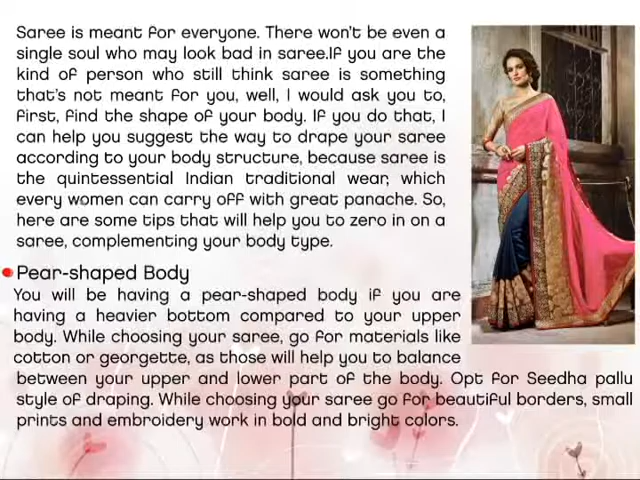 Saree is meant for everyone. There won't be even a
single soul who may look bad in saree.If you are the
kind of person who still think saree is something
that's not meant for you, well, I would ask you to,
first, find the shape of your body. If you do that, I
can help you suggest the way to drape your saree
according to your body structure, because saree is
the quintessential Indian traditional wear, which
every women can carry off with great panache. So,
here are some tips that will help you to zero in on a
saree, complementing your body type.
Pear-shaped Body
You will be having a pear-shaped body if you are
having a heavier bottom compared to your upper
body. While choosing your saree, go for materials like
cotton or georgette, as those will help you to balance
between your upper and lower part of the body. Opt for Seedha pallu
style of draping. While choosing your saree go for beautiful borders, small
prints and embroidery work in bold and bright colors.